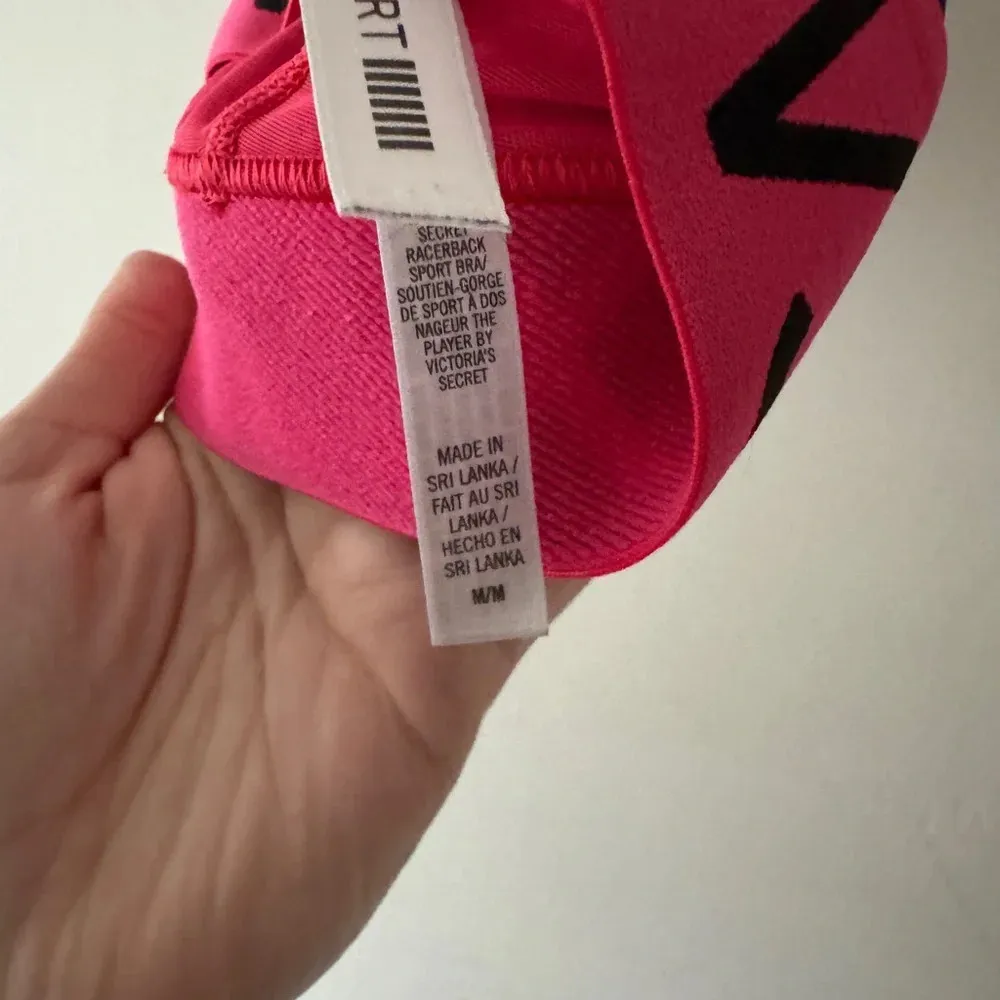 RT
SECRET
RACERBACK
SPORT BRA/
SOUTIEN-GORGE
DE SPORT À DOS
NAGEUR THE
PLAYER BY
VICTORIA'S
SECRET
MADE IN
SRI LANKA /
FAIT AU SRI
LANKA /
HECHO EN
SRI LANKA
M/M